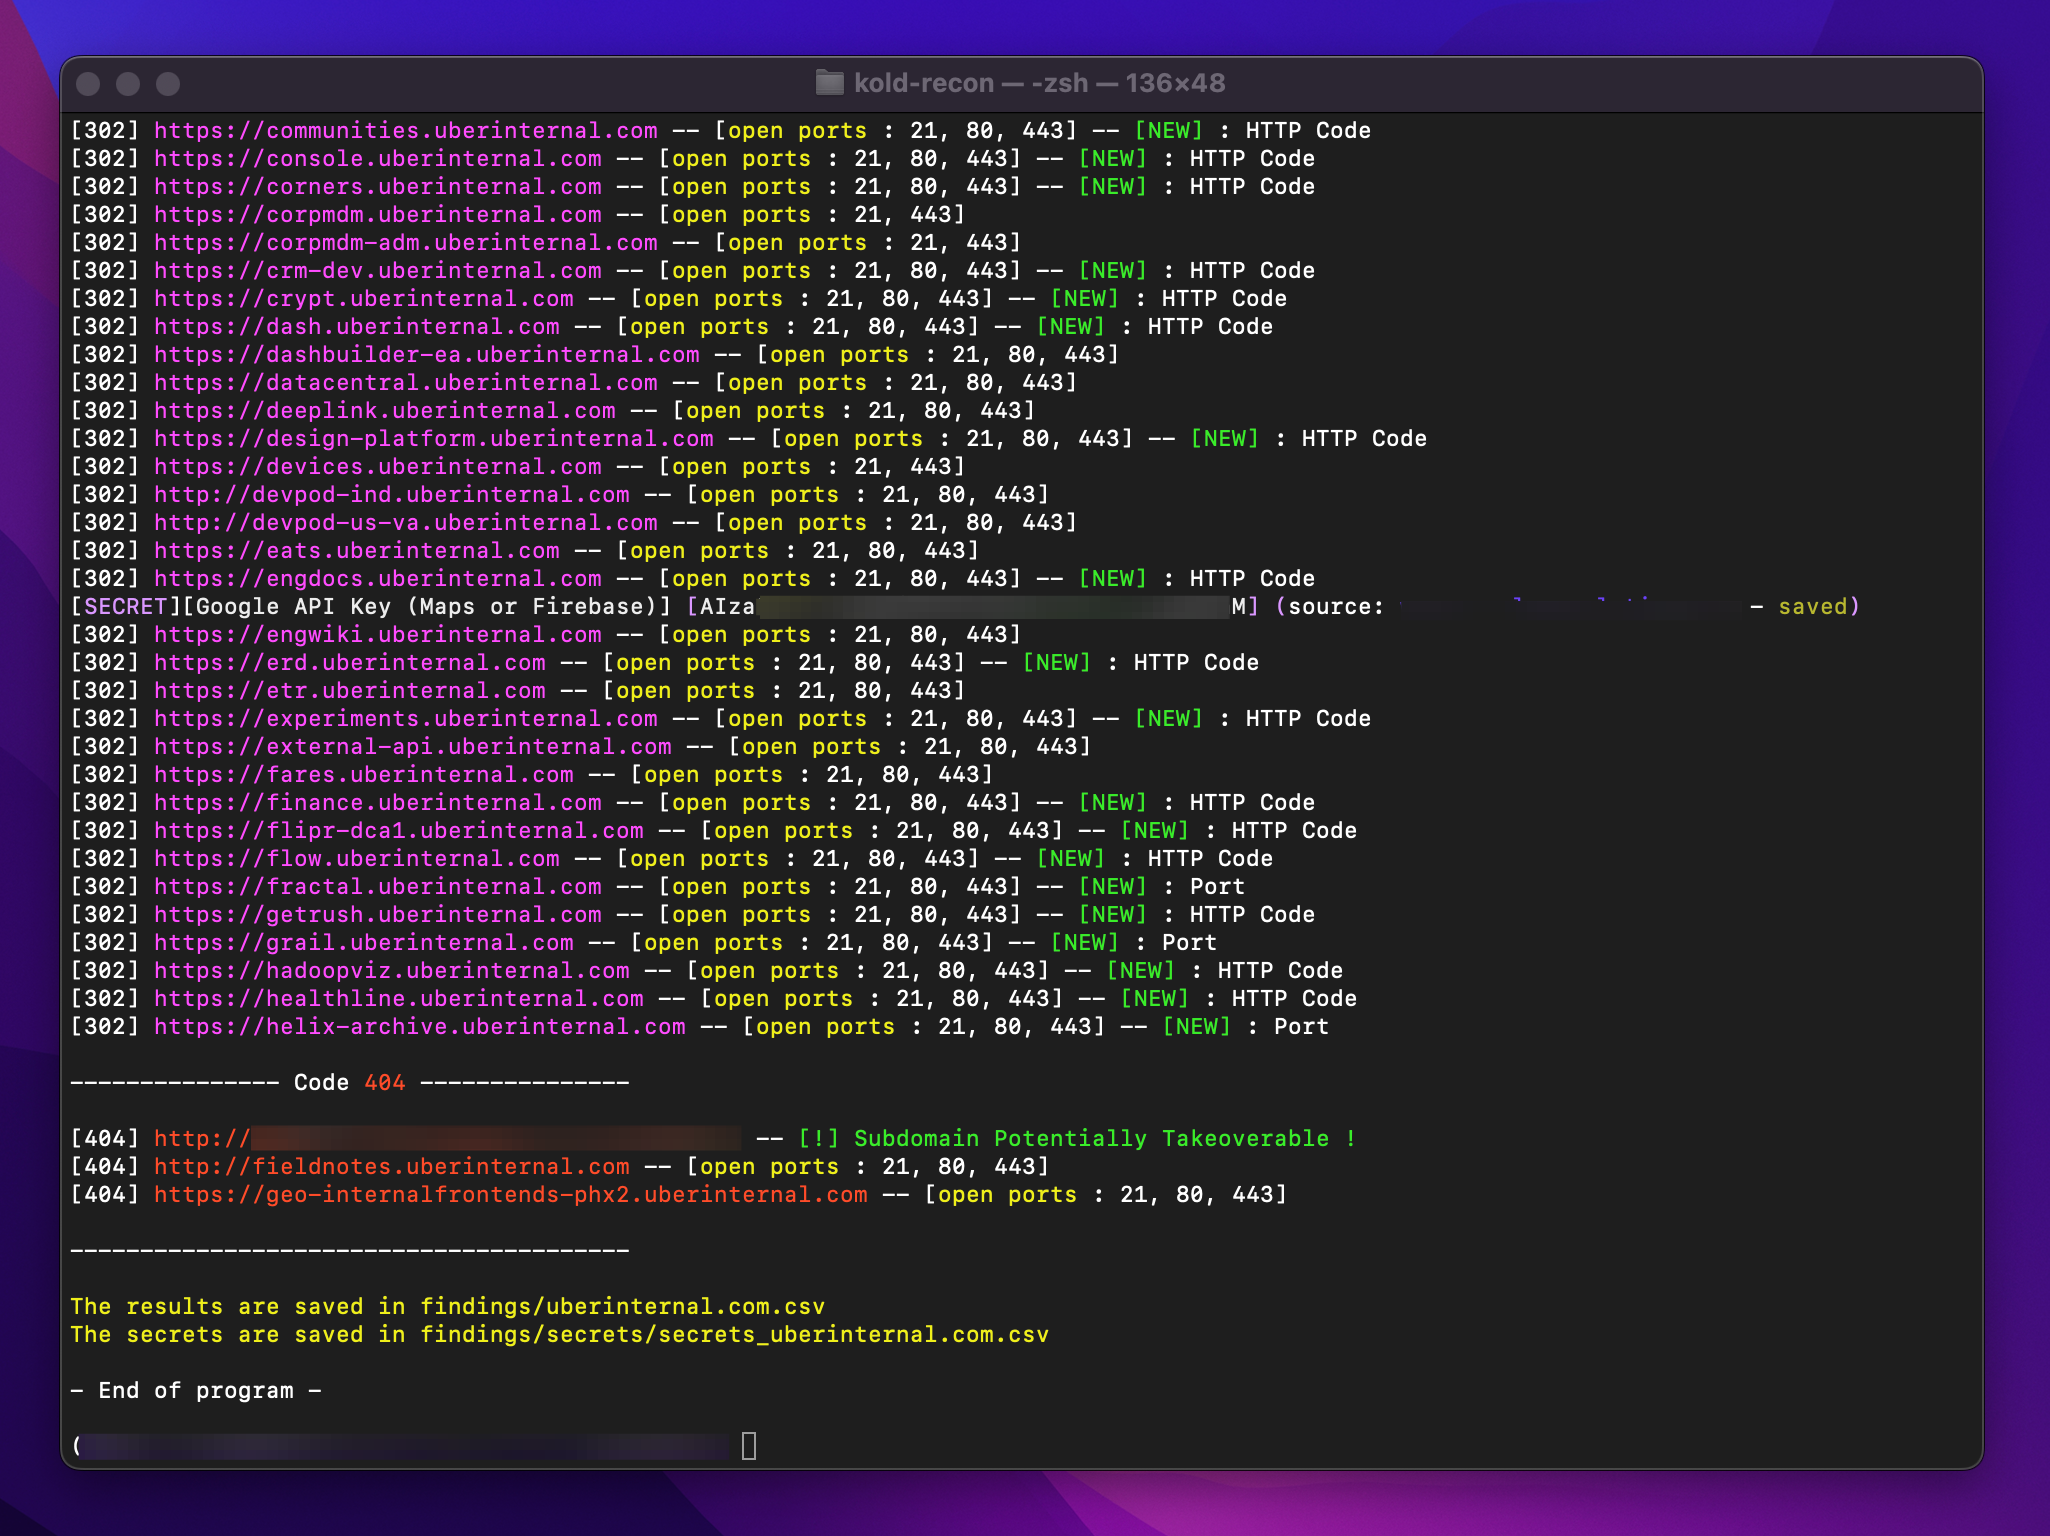 kold-recon — -zsh — 136×48
[302] https://communities.uberinternal.com -- [open ports : 21, 80, 443] -- [NEW] : HTTP Code
[302] https://console.uberinternal.com -- [open ports : 21, 80, 443] -- [NEW] : HTTP Code
[302] https://corners.uberinternal.com -- [open ports : 21, 80, 443] -- [NEW] : HTTP Code
[302] https://corpmdm.uberinternal.com -- [open ports : 21, 443]
[302] https://corpmdm-adm.uberinternal.com -- [open ports : 21, 443]
[302] https://crm-dev.uberinternal.com -- [open ports : 21, 80, 443] -- [NEW] : HTTP Code
[302] https://crypt.uberinternal.com -- [open ports : 21, 80, 443] -- [NEW] : HTTP Code
[302] https://dash.uberinternal.com -- [open ports : 21, 80, 443] -- [NEW] : HTTP Code
[302] https://dashbuilder-ea.uberinternal.com -- [open ports : 21, 80, 443]
[302] https://datacentral.uberinternal.com -- [open ports : 21, 80, 443]
[302] https://deeplink.uberinternal.com -- [open ports : 21, 80, 443]
[302] https://design-platform.uberinternal.com -- [open ports : 21, 80, 443] -- [NEW] : HTTP Code
[302] https://devices.uberinternal.com -- [open ports : 21, 443]
[302] http://devpod-ind.uberinternal.com -- [open ports : 21, 80, 443]
[302] http://devpod-us-va.uberinternal.com -- [open ports : 21, 80, 443]
[302] https://eats.uberinternal.com -- [open ports : 21, 80, 443]
[302] https://engdocs.uberinternal.com -- [open ports : 21, 80, 443] -- [NEW] : HTTP Code
[SECRET][Google API Key (Maps or Firebase)] [AIza M] (source: - saved)
[302] https://engwiki.uberinternal.com -- [open ports : 21, 80, 443]
[302] https://erd.uberinternal.com -- [open ports : 21, 80, 443] -- [NEW] : HTTP Code
[302] https://etr.uberinternal.com -- [open ports : 21, 80, 443]
[302] https://experiments.uberinternal.com -- [open ports : 21, 80, 443] -- [NEW] : HTTP Code
[302] https://external-api.uberinternal.com -- [open ports : 21, 80, 443]
[302] https://fares.uberinternal.com -- [open ports : 21, 80, 443]
[302] https://finance.uberinternal.com -- [open ports : 21, 80, 443] -- [NEW] : HTTP Code
[302] https://flipr-dca1.uberinternal.com -- [open ports : 21, 80, 443] -- [NEW] : HTTP Code
[302] https://flow.uberinternal.com -- [open ports : 21, 80, 443] -- [NEW] : HTTP Code
[302] https://fractal.uberinternal.com -- [open ports : 21, 80, 443] -- [NEW] : Port
[302] https://getrush.uberinternal.com -- [open ports : 21, 80, 443] -- [NEW] : HTTP Code
[302] https://grail.uberinternal.com -- [open ports : 21, 80, 443] -- [NEW] : Port
[302] https://hadoopviz.uberinternal.com -- [open ports : 21, 80, 443] -- [NEW] : HTTP Code
[302] https://healthline.uberinternal.com -- [open ports : 21, 80, 443] -- [NEW] : HTTP Code
[302] https://helix-archive.uberinternal.com -- [open ports : 21, 80, 443] -- [NEW] : Port
--------------- Code 404 ---------------
[404] http:// -- [!] Subdomain Potentially Takeoverable !
[404] http://fieldnotes.uberinternal.com -- [open ports : 21, 80, 443]
[404] https://geo-internalfrontends-phx2.uberinternal.com -- [open ports : 21, 80, 443]
----------------------------------------
The results are saved in findings/uberinternal.com.csv
The secrets are saved in findings/secrets/secrets_uberinternal.com.csv
- End of program -
(